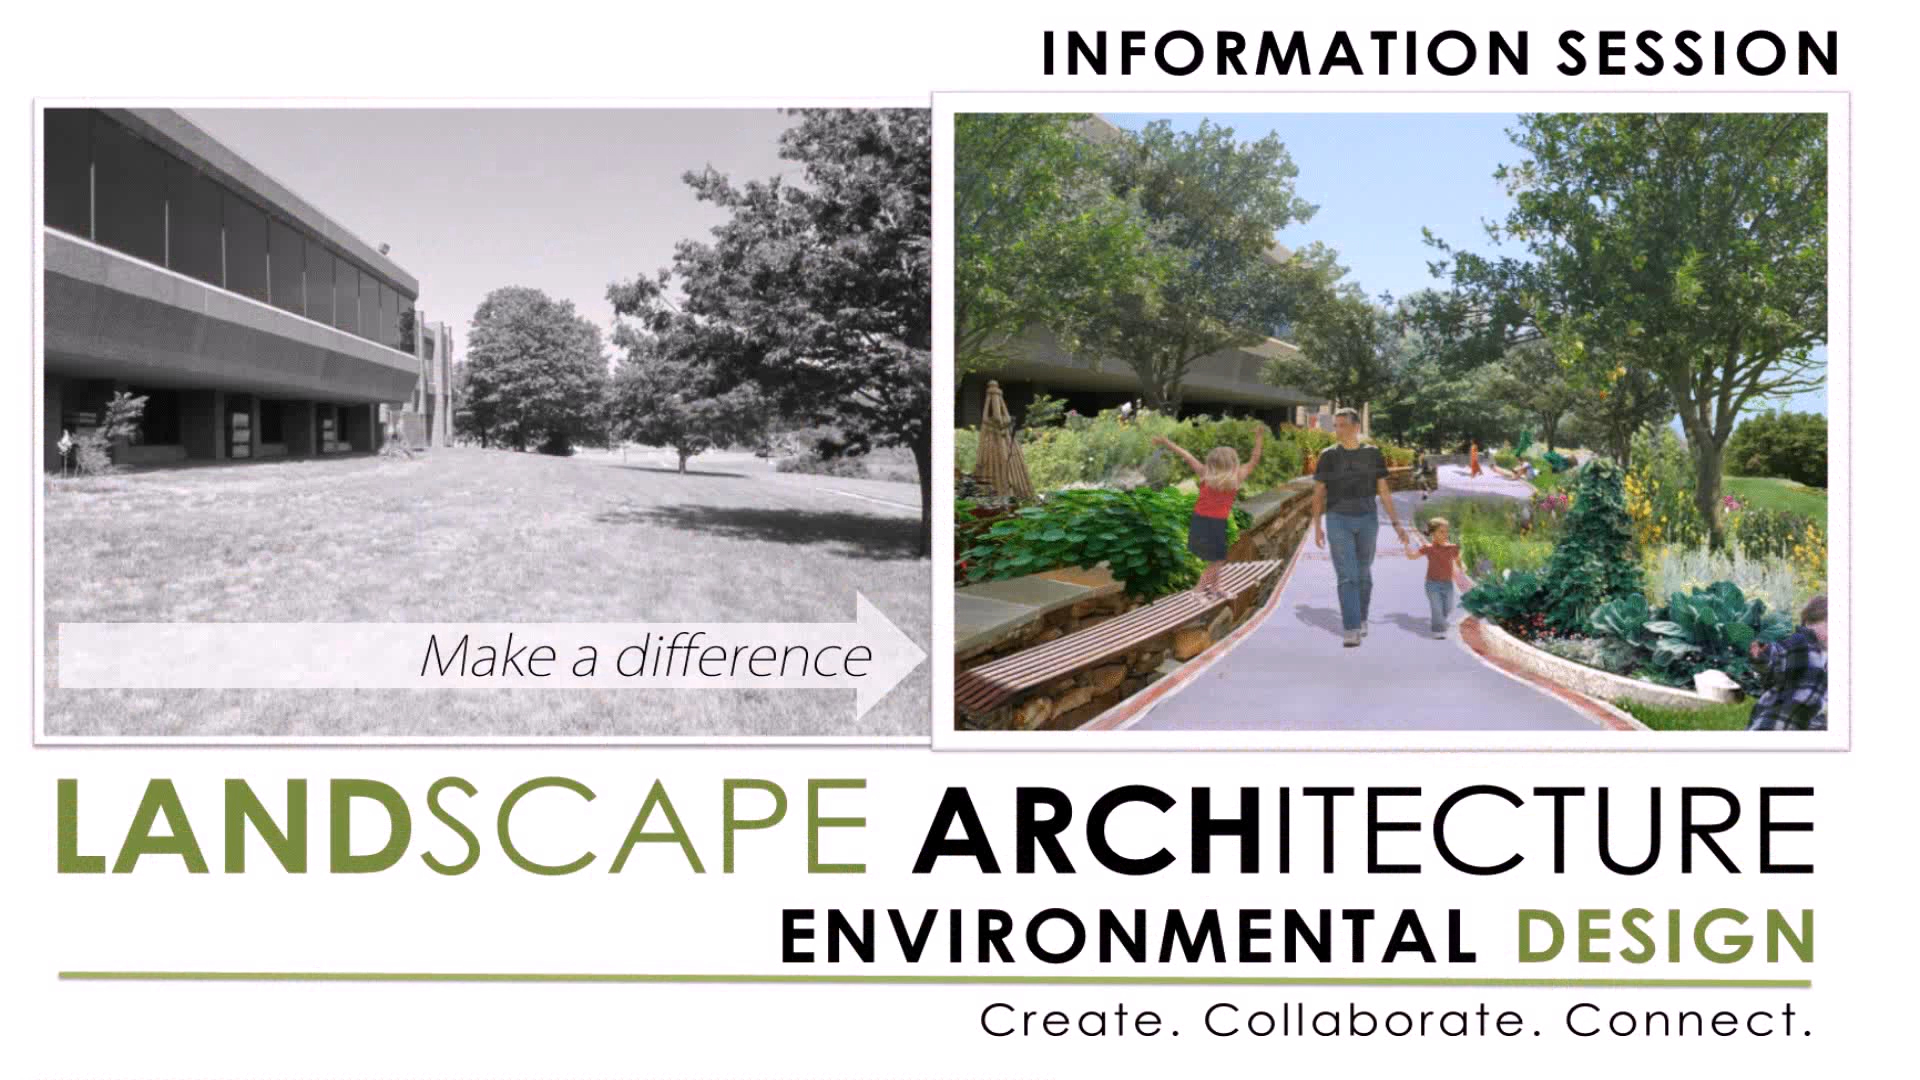 INFORMATION SESSION
Make a difference
LANDSCAPE ARCHITECTURE
ENVIRONMENTAL DESIGN
Create. Collaborate. Connect.